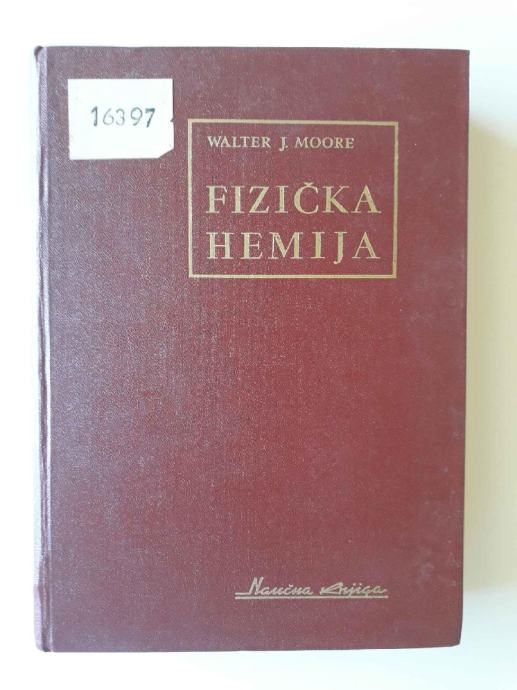 16397
WALTER J. MOORE
FIZIČKA
HEMIJA
Naučna knjiga